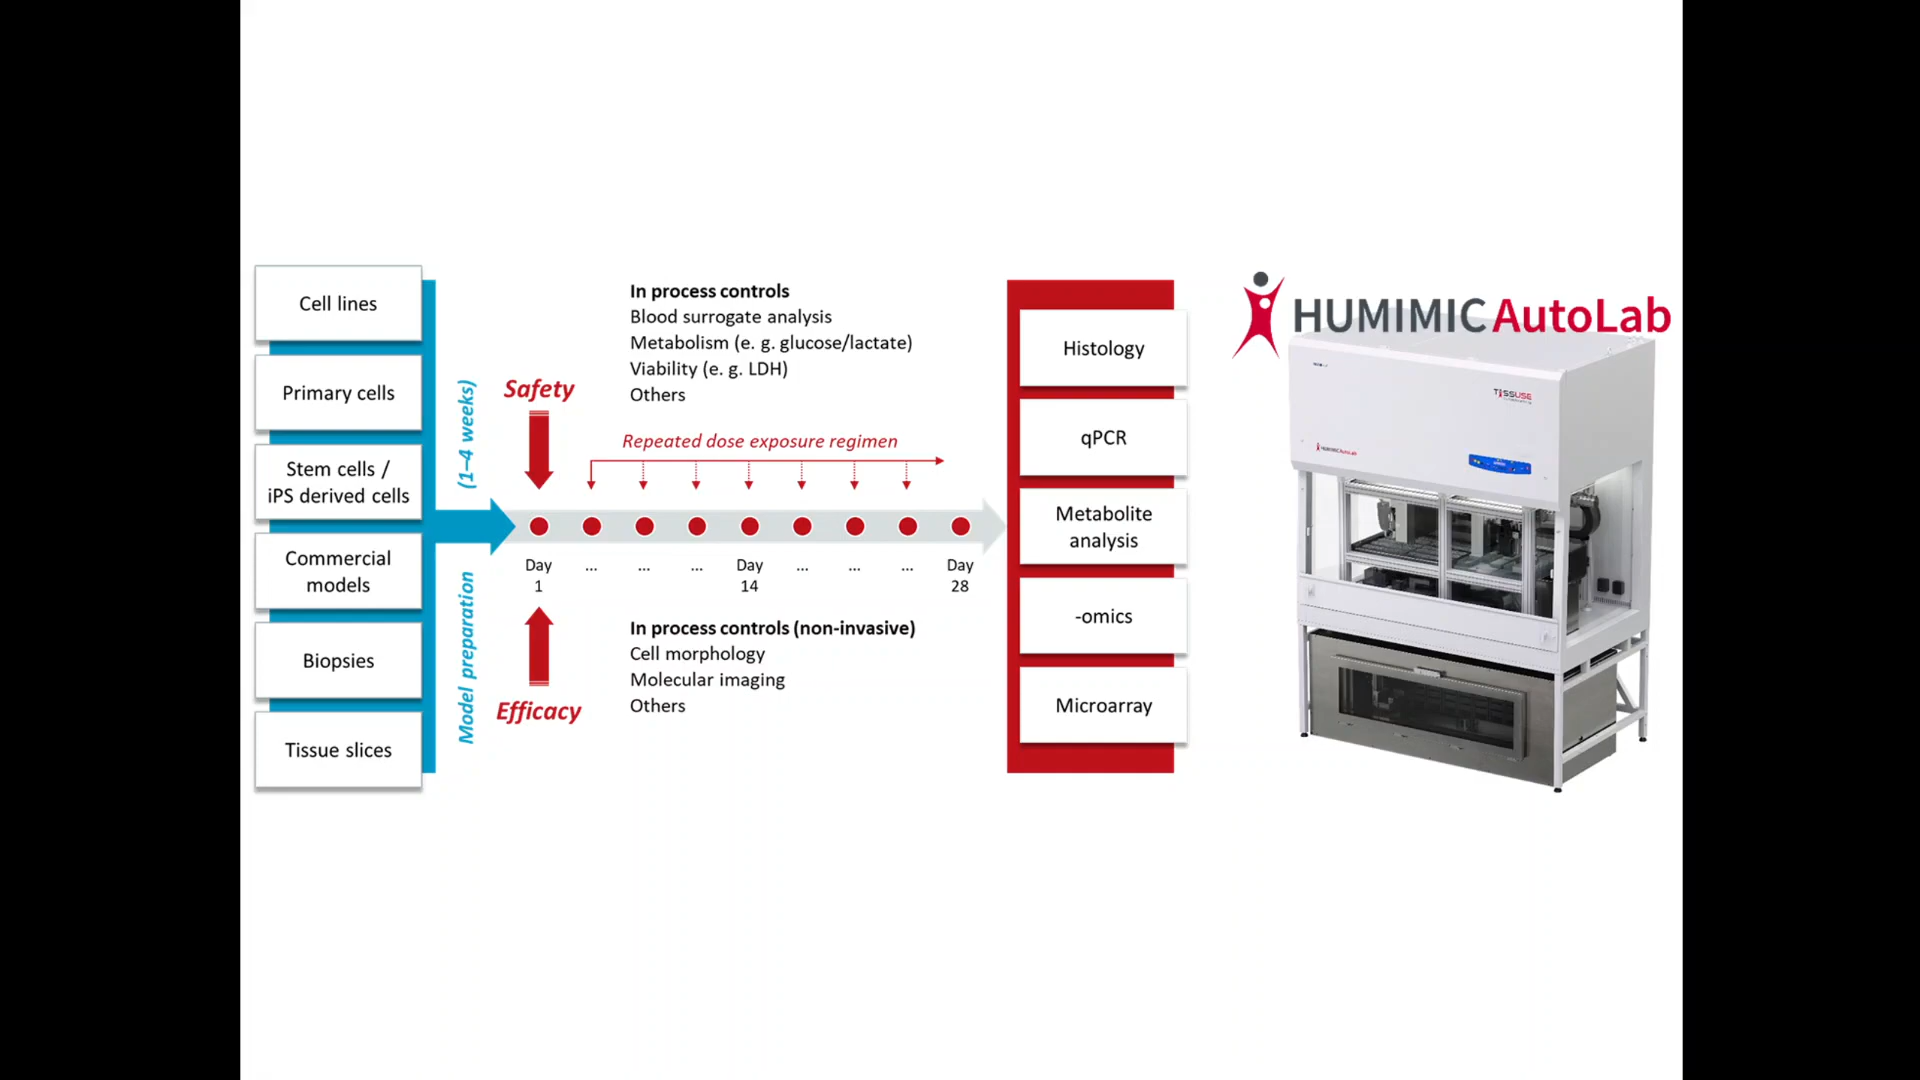 Cell lines
Primary cells
Stem cells /
iPS derived cells
Commercial
models
Biopsies
Tissue slices
Model preparation
(1–4 weeks)
Safety
Efficacy
In process controls
Blood surrogate analysis
Metabolism (e. g. glucose/lactate)
Viability (e. g. LDH)
Others
Repeated dose exposure regimen
Day
1
...
...
...
Day
14
...
...
...
Day
28
In process controls (non-invasive)
Cell morphology
Molecular imaging
Others
Histology
qPCR
Metabolite
analysis
-omics
Microarray
HUMIMIC AutoLab
TISSUSE
HUMIMIC AutoLab